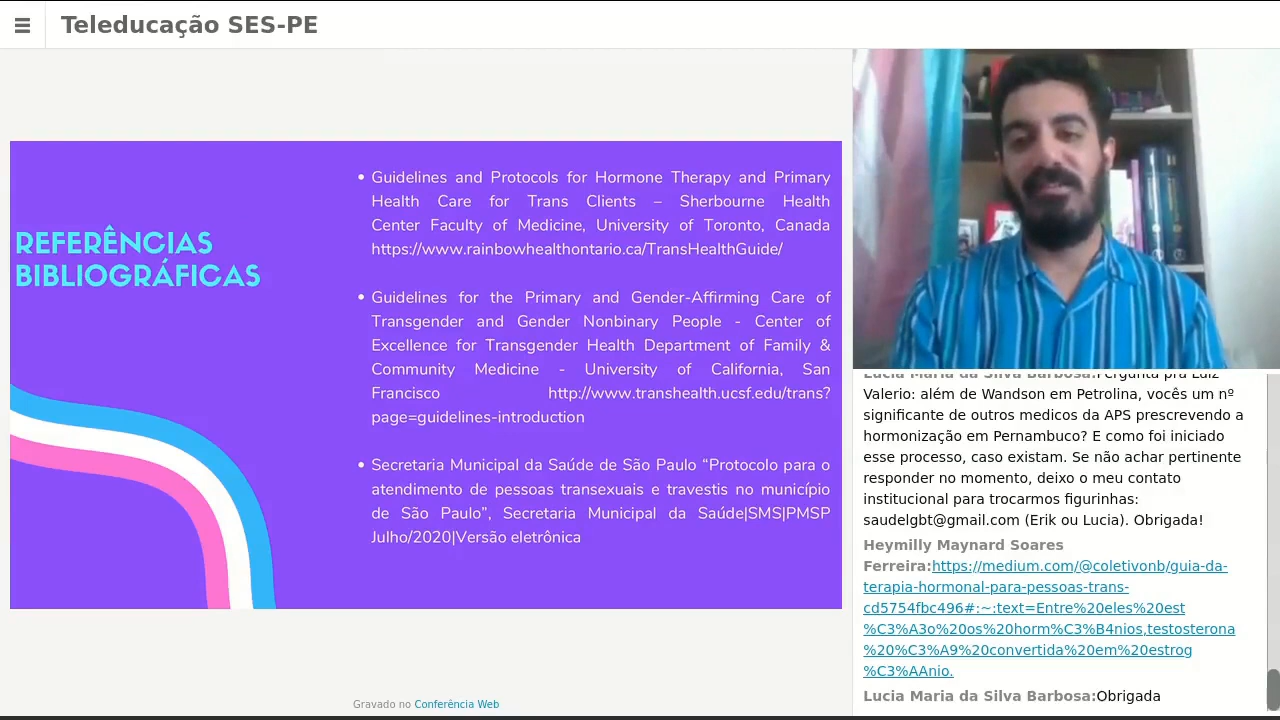 Teleducação SES-PE
REFERÊNCIAS
BIBLIOGRÁFICAS
Guidelines and Protocols for Hormone Therapy and Primary
Health Care for Trans Clients – Sherbourne Health
Center Faculty of Medicine, University of Toronto, Canada
https://www.rainbowhealthontario.ca/TransHealthGuide/
Guidelines for the Primary and Gender-Affirming Care of
Transgender and Gender Nonbinary People - Center of
Excellence for Transgender Health Department of Family &
Community Medicine - University of California, San
Francisco http://www.transhealth.ucsf.edu/trans?
page=guidelines-introduction
Secretaria Municipal da Saúde de São Paulo “Protocolo para o
atendimento de pessoas transexuais e travestis no município
de São Paulo”, Secretaria Municipal da Saúde|SMS|PMSP
Julho/2020|Versão eletrônica
Gravado no Conferência Web
Lucia Maria da Silva Barbosa:Pergunta pra Luiz
Valerio: além de Wandson em Petrolina, vocês um nº
significante de outros medicos da APS prescrevendo a
hormonização em Pernambuco? E como foi iniciado
esse processo, caso existam. Se não achar pertinente
responder no momento, deixo o meu contato
institucional para trocarmos figurinhas:
saudelgbt@gmail.com (Erik ou Lucia). Obrigada!
Heymilly Maynard Soares
Ferreira:https://medium.com/@coletivonb/guia-da-
terapia-hormonal-para-pessoas-trans-
cd5754fbc496#:~:text=Entre%20eles%20est
%C3%A3o%20os%20horm%C3%B4nios,testosterona
%20%C3%A9%20convertida%20em%20estrog
%C3%AAnio.
Lucia Maria da Silva Barbosa:Obrigada